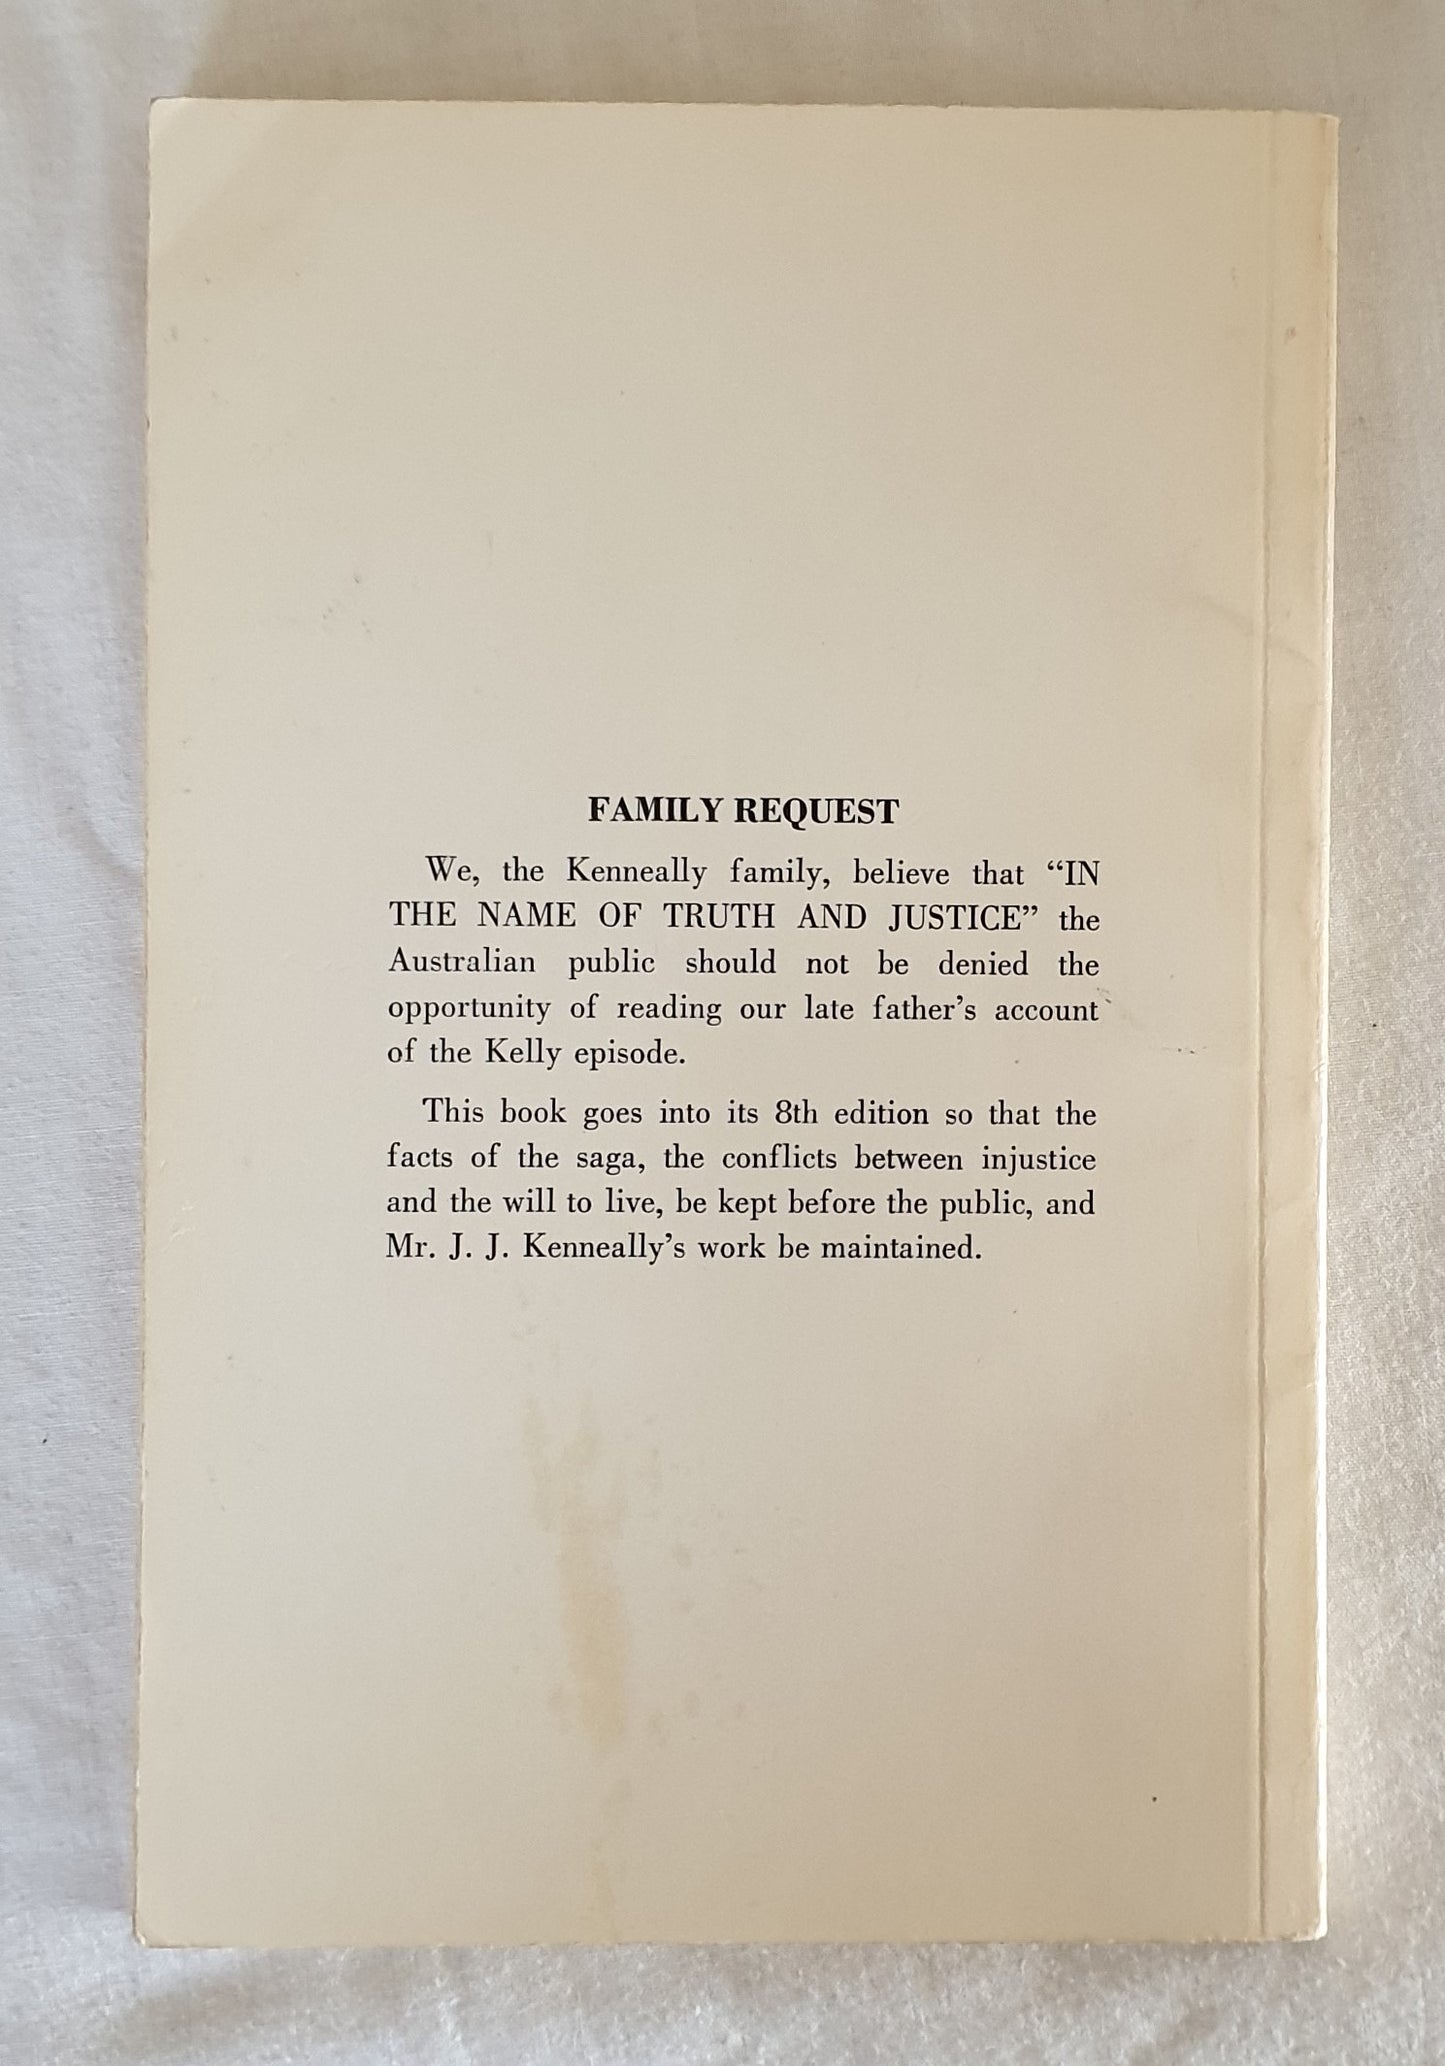 FAMILY REQUEST
We, the Kenneally family, believe that “IN
THE NAME OF TRUTH AND JUSTICE” the
Australian public should not be denied the
opportunity of reading our late father’s account
of the Kelly episode.
This book goes into its 8th edition so that the
facts of the saga, the conflicts between injustice
and the will to live, be kept before the public, and
Mr. J. J. Kenneally’s work be maintained.